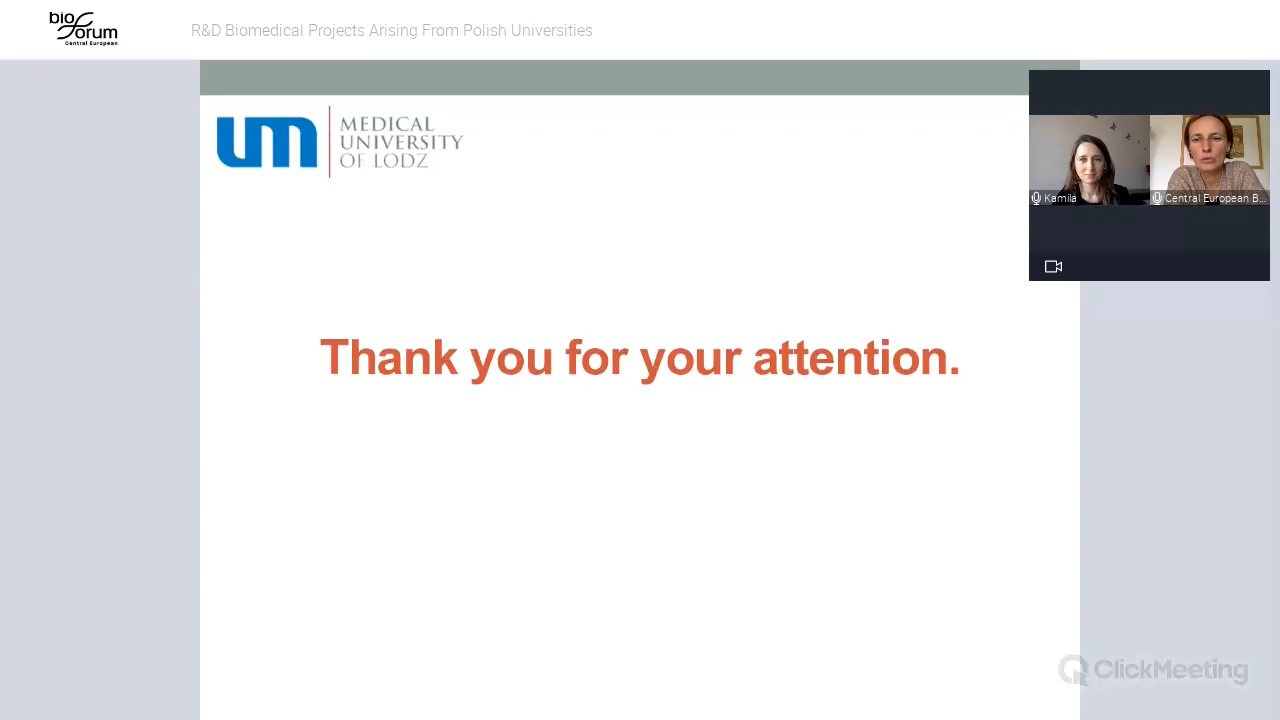 bio
forum
Central European
R&D Biomedical Projects Arising From Polish Universities
um
MEDICAL
UNIVERSITY
OF LODZ
Kamila
Central European B...
Thank you for your attention.
ClickMeeting